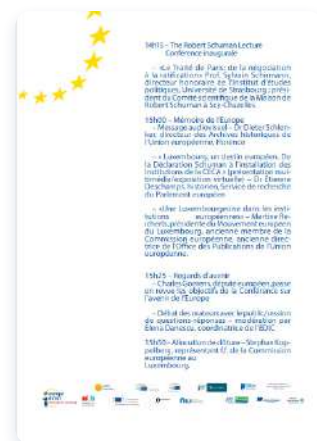 14H15 – The Robert Schuman Lecture
Conférence inaugurale
– «Le Traité de Paris: de la négociation
à la ratification» Prof. Sylvain Schirmann,
directeur honoraire de l'Institut d'études
politiques, Université de Strasbourg; prési-
dent du Comité scientifique de la Maison de
Robert Schuman à Scy-Chazelles
15h00 – Mémoire de l'Europe
– Message audiovisuel – Dr Dieter Schlen-
ker, directeur des Archives historiques de
l'Union européenne, Florence
– «Luxembourg, un destin européen. De
la Déclaration Schuman à l'installation des
institutions de la CECA» (présentation mul-
timédia/exposition virtuelle) – Dr Étienne
Deschamps, historien, Service de recherche
du Parlement européen
– «Une Luxembourgeoise dans les insti-
tutions européennes» – Martine Rei-
cherts, présidente du Mouvement européen
du Luxembourg, ancienne membre de la
Commission européenne, ancienne direc-
trice de l'Office des Publications de l'Union
européenne.
15h25 – Regards d'avenir
– Charles Goerens, député européen, passe
en revue les objectifs de la Conférence sur
l'avenir de l'Europe
– Débat des orateurs avec le public/session
de questions-réponses – modération par
Elena Danescu, coordinatrice de l'EDIC
15h50 – Allocution de clôture – Stephan Kop-
pelberg, représentant f.f. de la Commission
européenne au
Luxembourg.